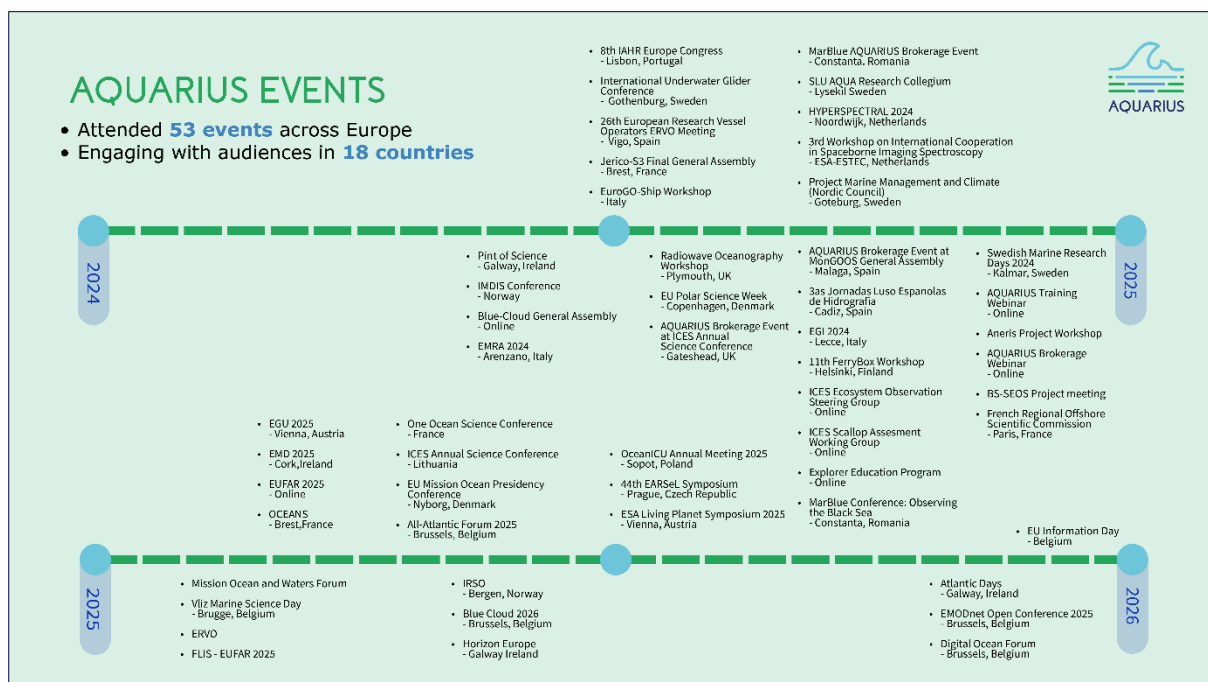 AQUARIUS EVENTS
• Attended 53 events across Europe
• Engaging with audiences in 18 countries
• 8th IAHR Europe Congress
- Lisbon, Portugal
• International Underwater Glider
Conference
- Gothenburg, Sweden
• 26th European Research Vessel
Operators ERVO Meeting
- Vigo, Spain
• Jerico-S3 Final General Assembly
- Brest, France
• EuroGO-Ship Workshop
- Italy
• MarBlue AQUARIUS Brokerage Event
- Constanta. Romania
• SLU AQUA Research Collegium
- Lysekil Sweden
• HYPERSPECTRAL 2024
- Noordwijk, Netherlands
• 3rd Workshop on International Cooperation
in Spaceborne Imaging Spectroscopy
- ESA-ESTEC, Netherlands
• Project Marine Management and Climate
(Nordic Council)
- Goteburg, Sweden
AQUARIUS
2024
2025
• Pint of Science
- Galway, Ireland
• IMDIS Conference
- Norway
• Blue-Cloud General Assembly
- Online
• EMRA 2024
- Arenzano, Italy
• Radiowave Oceanography
Workshop
- Plymouth, UK
• EU Polar Science Week
- Copenhagen, Denmark
• AQUARIUS Brokerage Event
at ICES Annual
Science Conference
- Gateshead, UK
• AQUARIUS Brokerage Event at
MonGOOS General Assembly
- Malaga, Spain
• 3as Jornadas Luso Espanolas
de Hidrografia
- Cadiz, Spain
• EGI 2024
- Lecce, Italy
• 11th FerryBox Workshop
- Helsinki, Finland
• ICES Ecosystem Observation
Steering Group
- Online
• ICES Scallop Assesment
Working Group
- Online
• Explorer Education Program
- Online
• MarBlue Conference: Observing
the Black Sea
- Constanta, Romania
• Swedish Marine Research
Days 2024
- Kalmar, Sweden
• AQUARIUS Training
Webinar
- Online
• Aneris Project Workshop
• AQUARIUS Brokerage
Webinar
- Online
• BS-SEOS Project meeting
• French Regional Offshore
Scientific Commission
- Paris, France
• EGU 2025
- Vienna, Austria
• EMD 2025
- Cork,Ireland
• EUFAR 2025
- Online
• OCEANS
- Brest,France
• One Ocean Science Conference
- France
• ICES Annual Science Conference
- Lithuania
• EU Mission Ocean Presidency
Conference
- Nyborg, Denmark
• All-Atlantic Forum 2025
- Brussels, Belgium
• OceanICU Annual Meeting 2025
- Sopot, Poland
• 44th EARSeL Symposium
- Prague, Czech Republic
• ESA Living Planet Symposium 2025
- Vienna, Austria
• EU Information Day
- Belgium
2025
2026
• Mission Ocean and Waters Forum
• Vliz Marine Science Day
- Brugge, Belgium
• ERVO
• FLIS - EUFAR 2025
• IRSO
- Bergen, Norway
• Blue Cloud 2026
- Brussels, Belgium
• Horizon Europe
- Galway Ireland
• Atlantic Days
- Galway, Ireland
• EMODnet Open Conference 2025
- Brussels, Belgium
• Digital Ocean Forum
- Brussels, Belgium